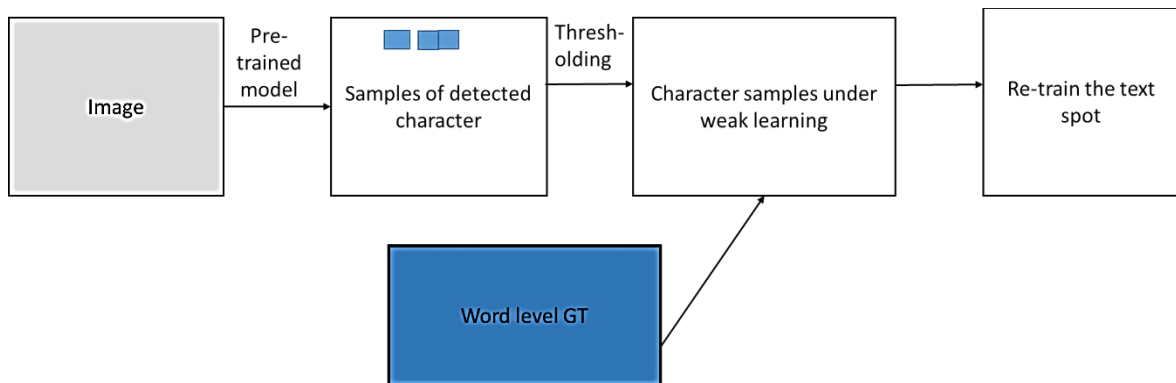 Image
Pre-
trained
model
Samples of detected
character
Thresh-
olding
Character samples under
weak learning
Re-train the text
spot
Word level GT